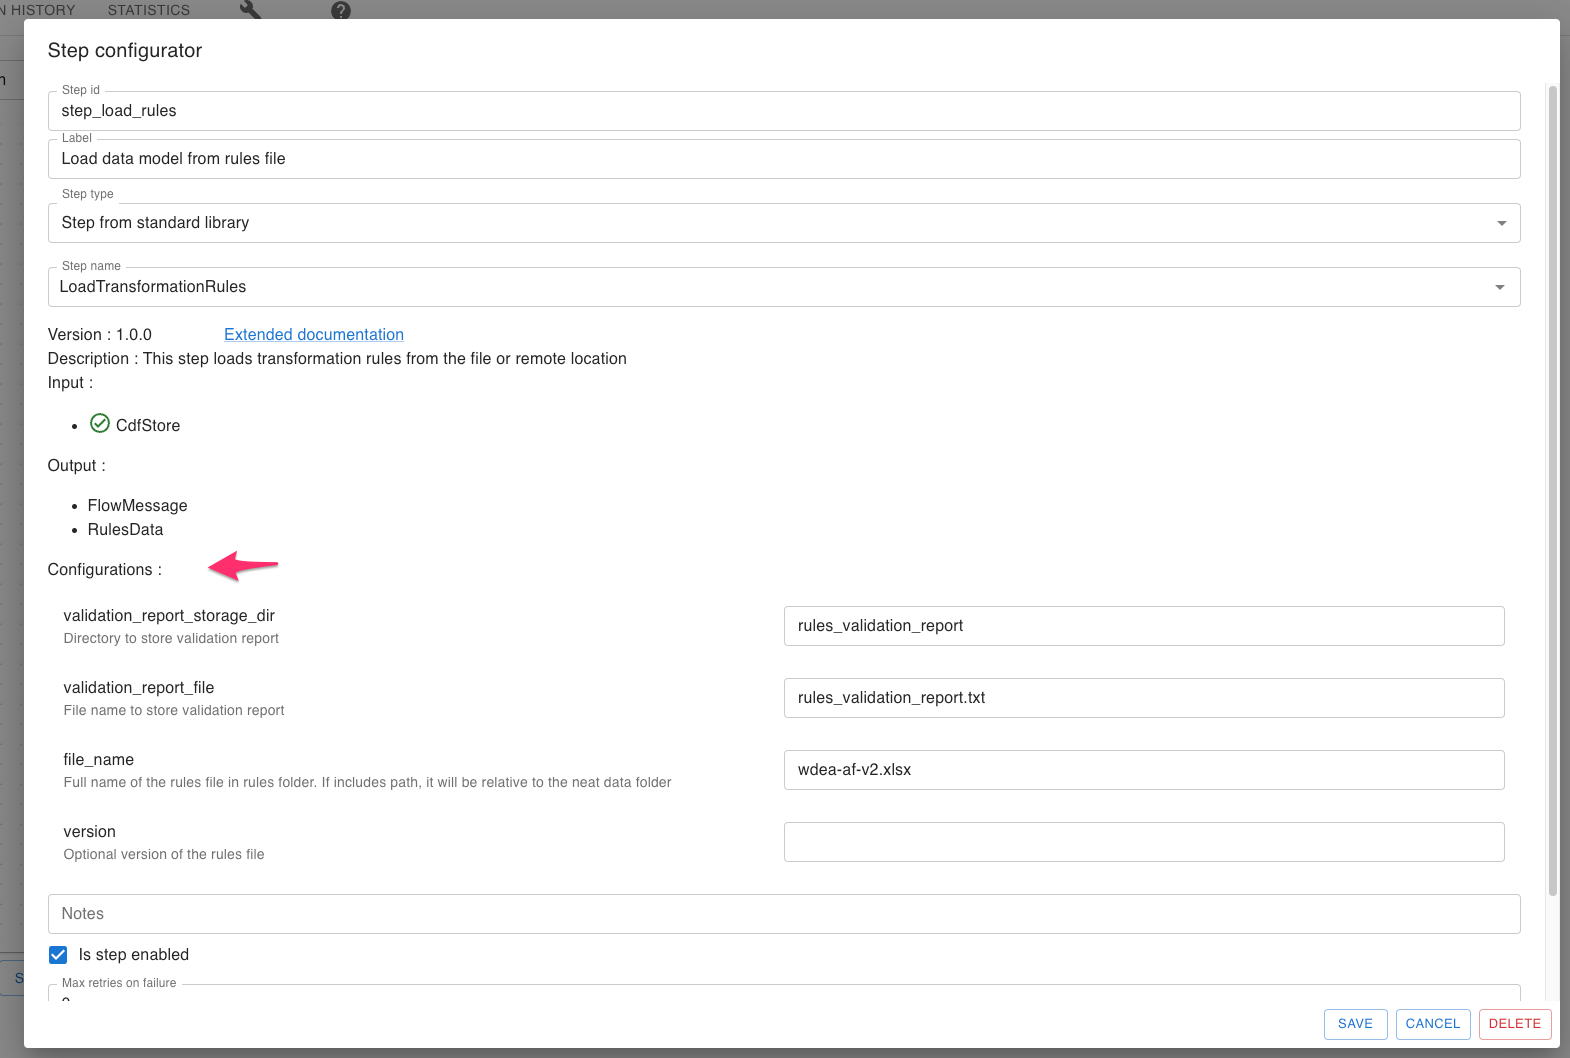 N HISTORY STATISTICS
Step configurator
Step id
step_load_rules
Label
Load data model from rules file
Step type
Step from standard library
Step name
LoadTransformationRules
Version : 1.0.0 Extended documentation
Description : This step loads transformation rules from the file or remote location
Input :
CdfStore
Output :
FlowMessage
RulesData
Configurations :
validation_report_storage_dir
Directory to store validation report
rules_validation_report
validation_report_file
File name to store validation report
rules_validation_report.txt
file_name
Full name of the rules file in rules folder. If includes path, it will be relative to the neat data folder
wdea-af-v2.xlsx
version
Optional version of the rules file
Notes
Is step enabled
Max retries on failure
SAVE CANCEL DELETE